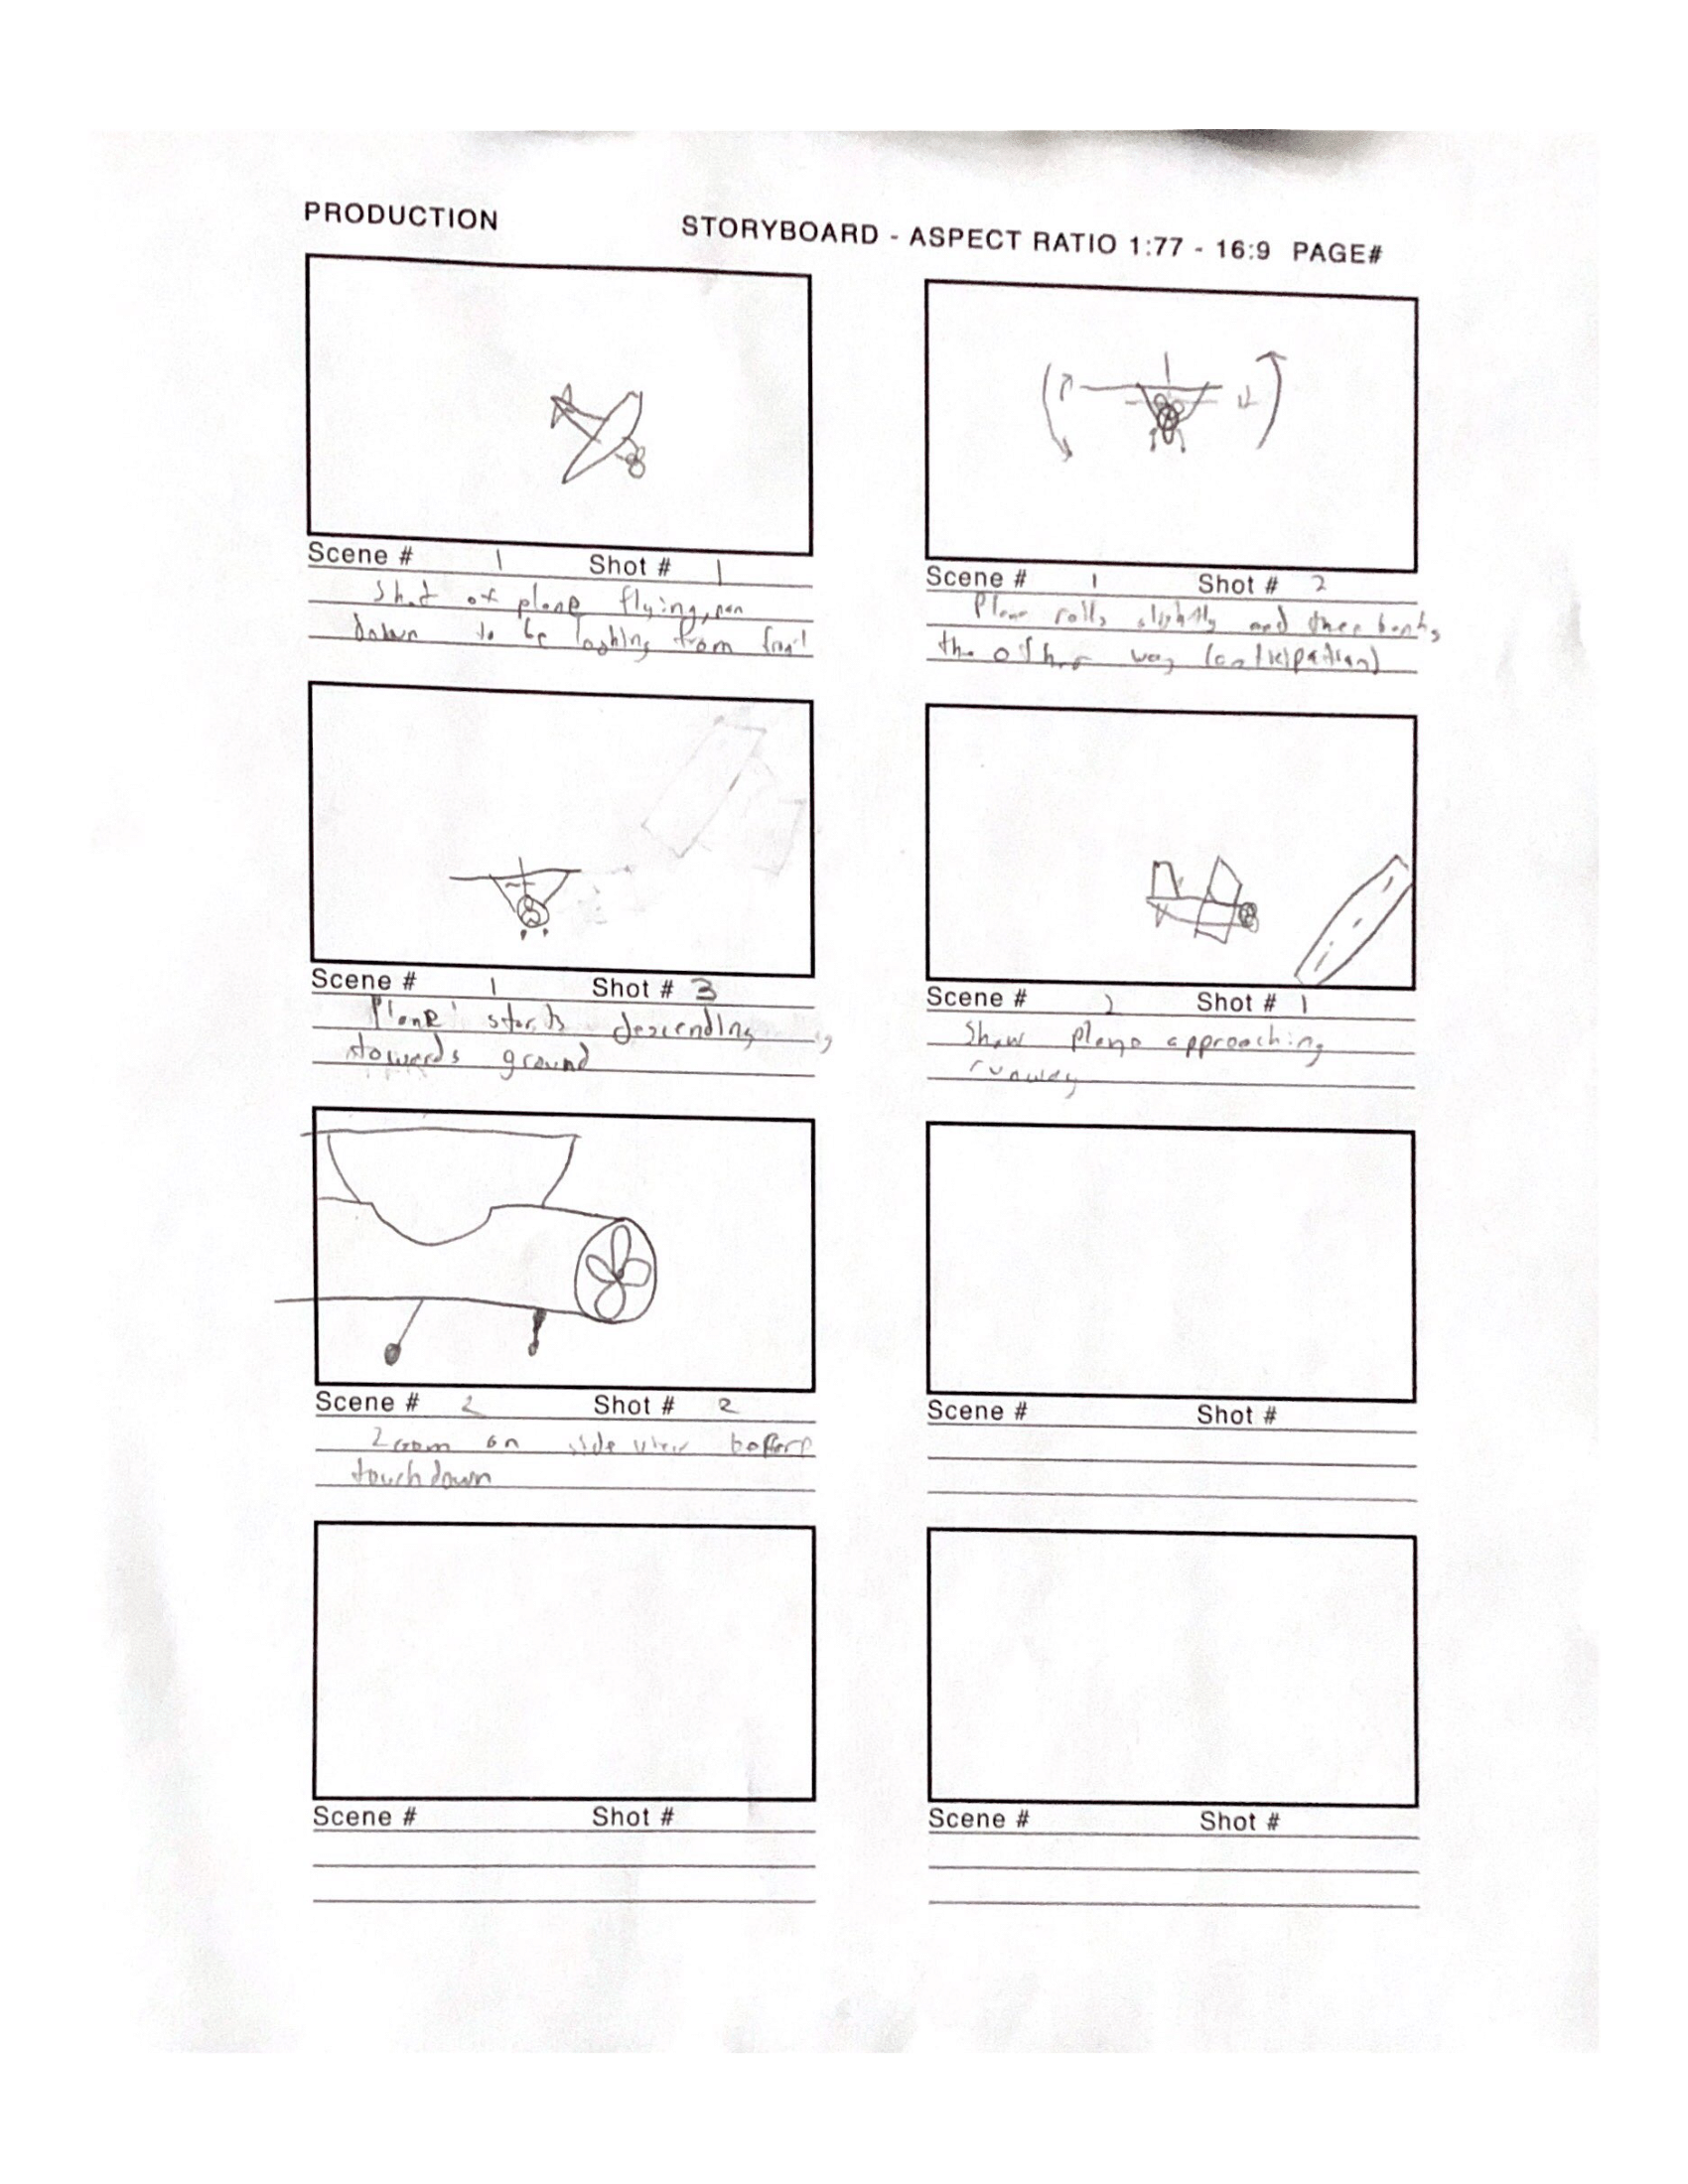 PRODUCTION
STORYBOARD - ASPECT RATIO 1:77 - 16:9 PAGE#
Scene # 1 Shot # 1
Shot of plane flying, pan
down to be looking from front
Scene # 1 Shot # 2
Plane rolls slightly and then banks
the other way (anticipation)
Scene # 1 Shot # 3
Plane starts descending
towards ground
Scene # 2 Shot # 1
Show plane approaching
runway
Scene # 2 Shot # 2
Zoom on side view before
touchdown
Scene # Shot #
Scene # Shot #
Scene # Shot #